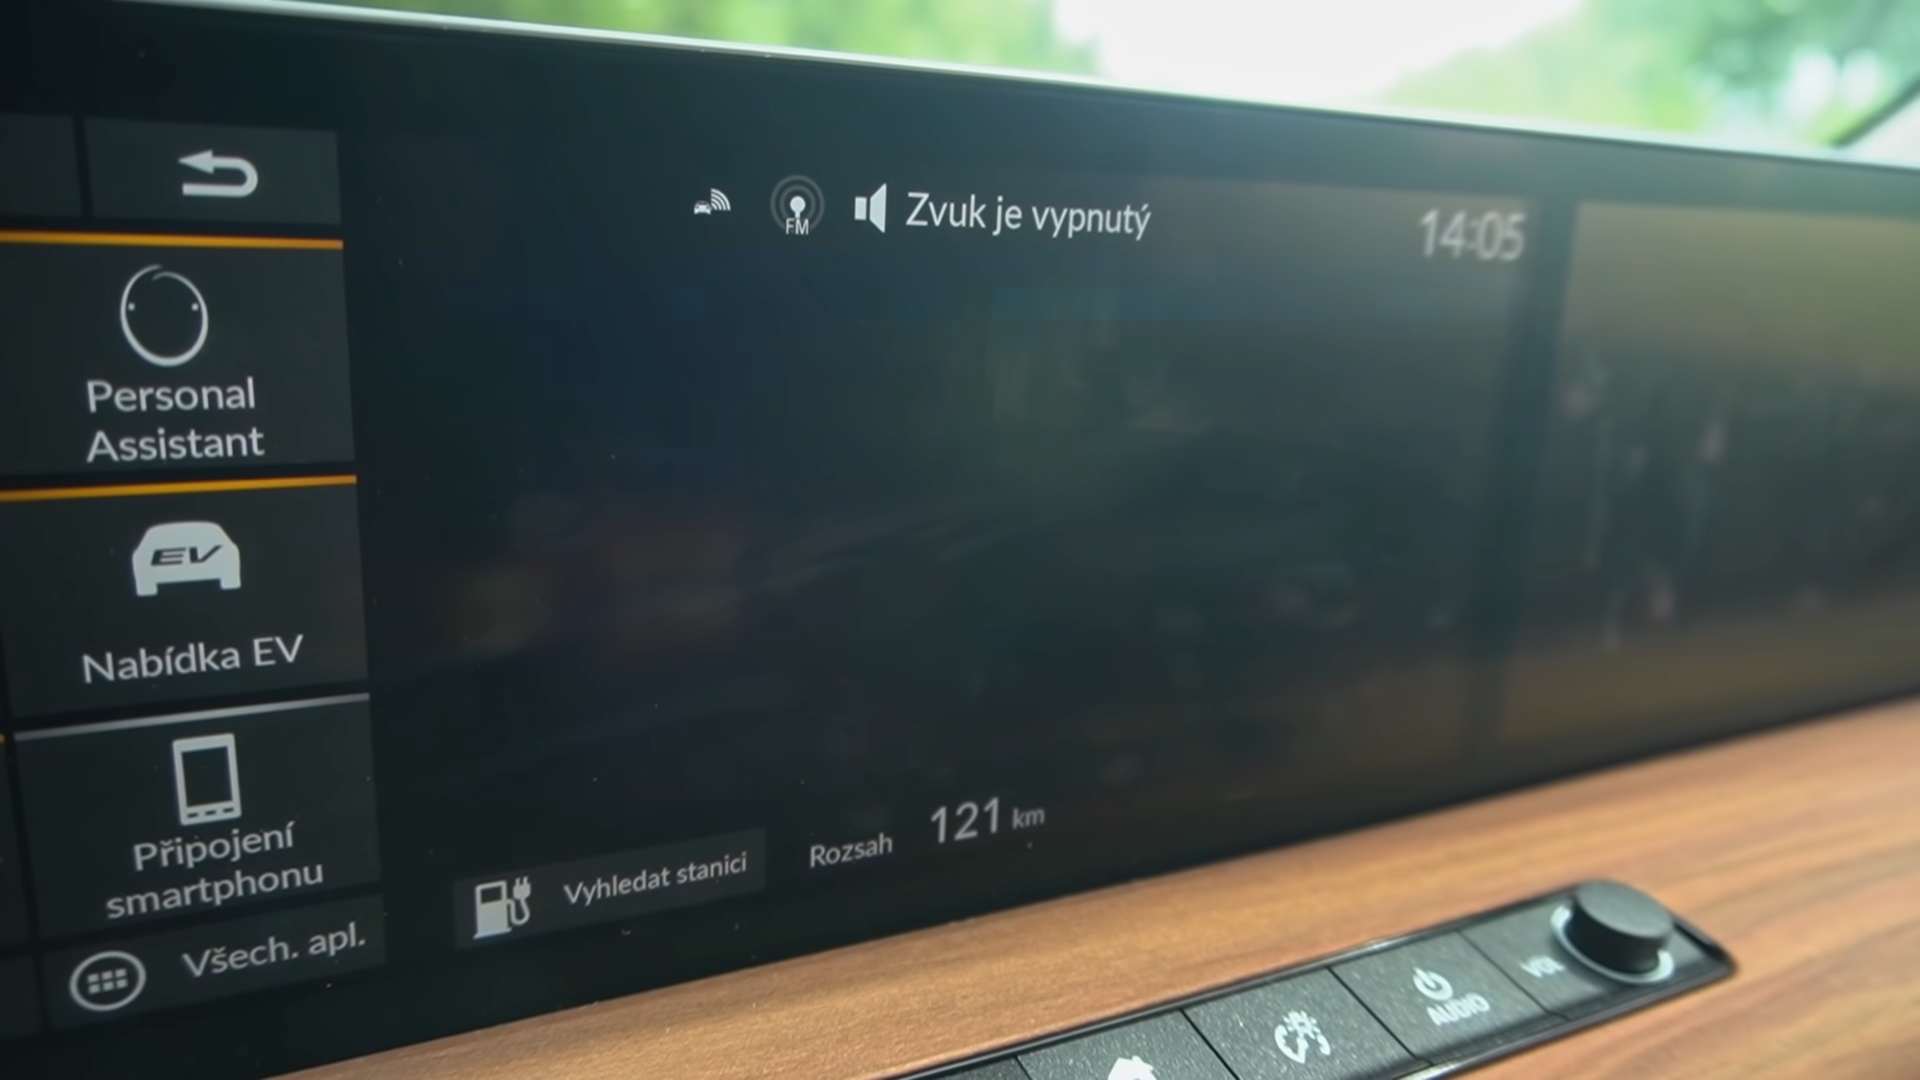 FM
Zvuk je vypnutý
14:05
Personal
Assistant
EV
Nabídka EV
Připojení
smartphonu
Všech. apl.
Vyhledat stanici
Rozsah 121 km
AUDIO
VOL